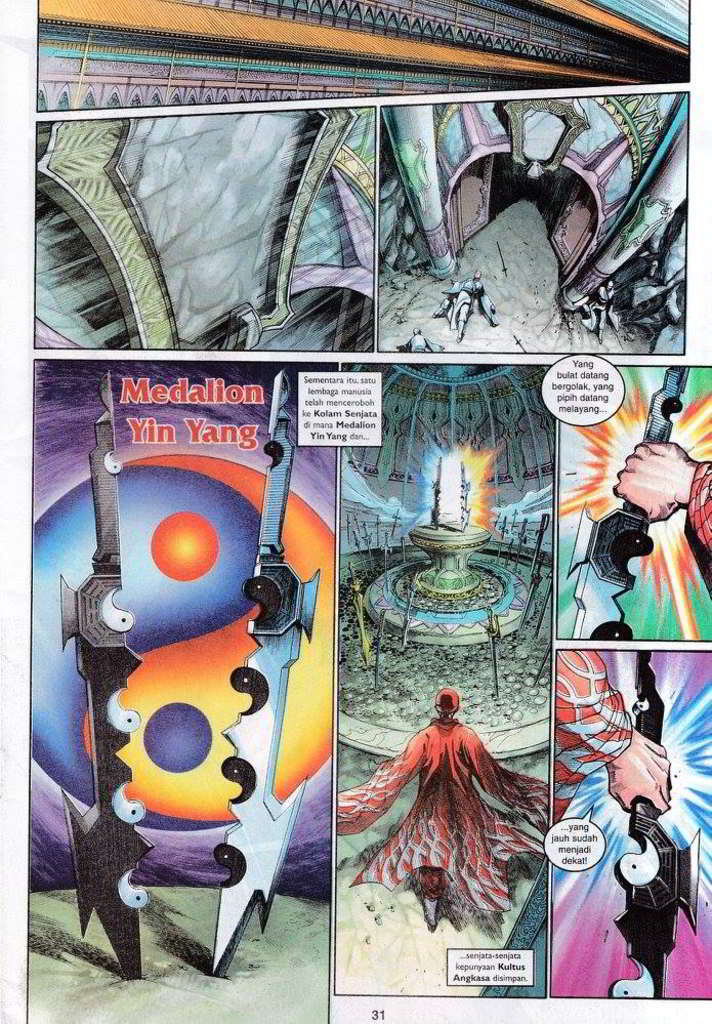 Medalion
Yin Yang
Sementara itu, satu
lembaga manusia
telah menceroboh
ke Kolam Senjata
di mana Medalion
Yin Yang dan...
Yang
bulat datang
bergolak, yang
pipih datang
melayang...
...yang
jauh sudah
menjadi
dekat!
...senjata-senjata
kepunyaan Kultus
Angkasa disimpan.
31